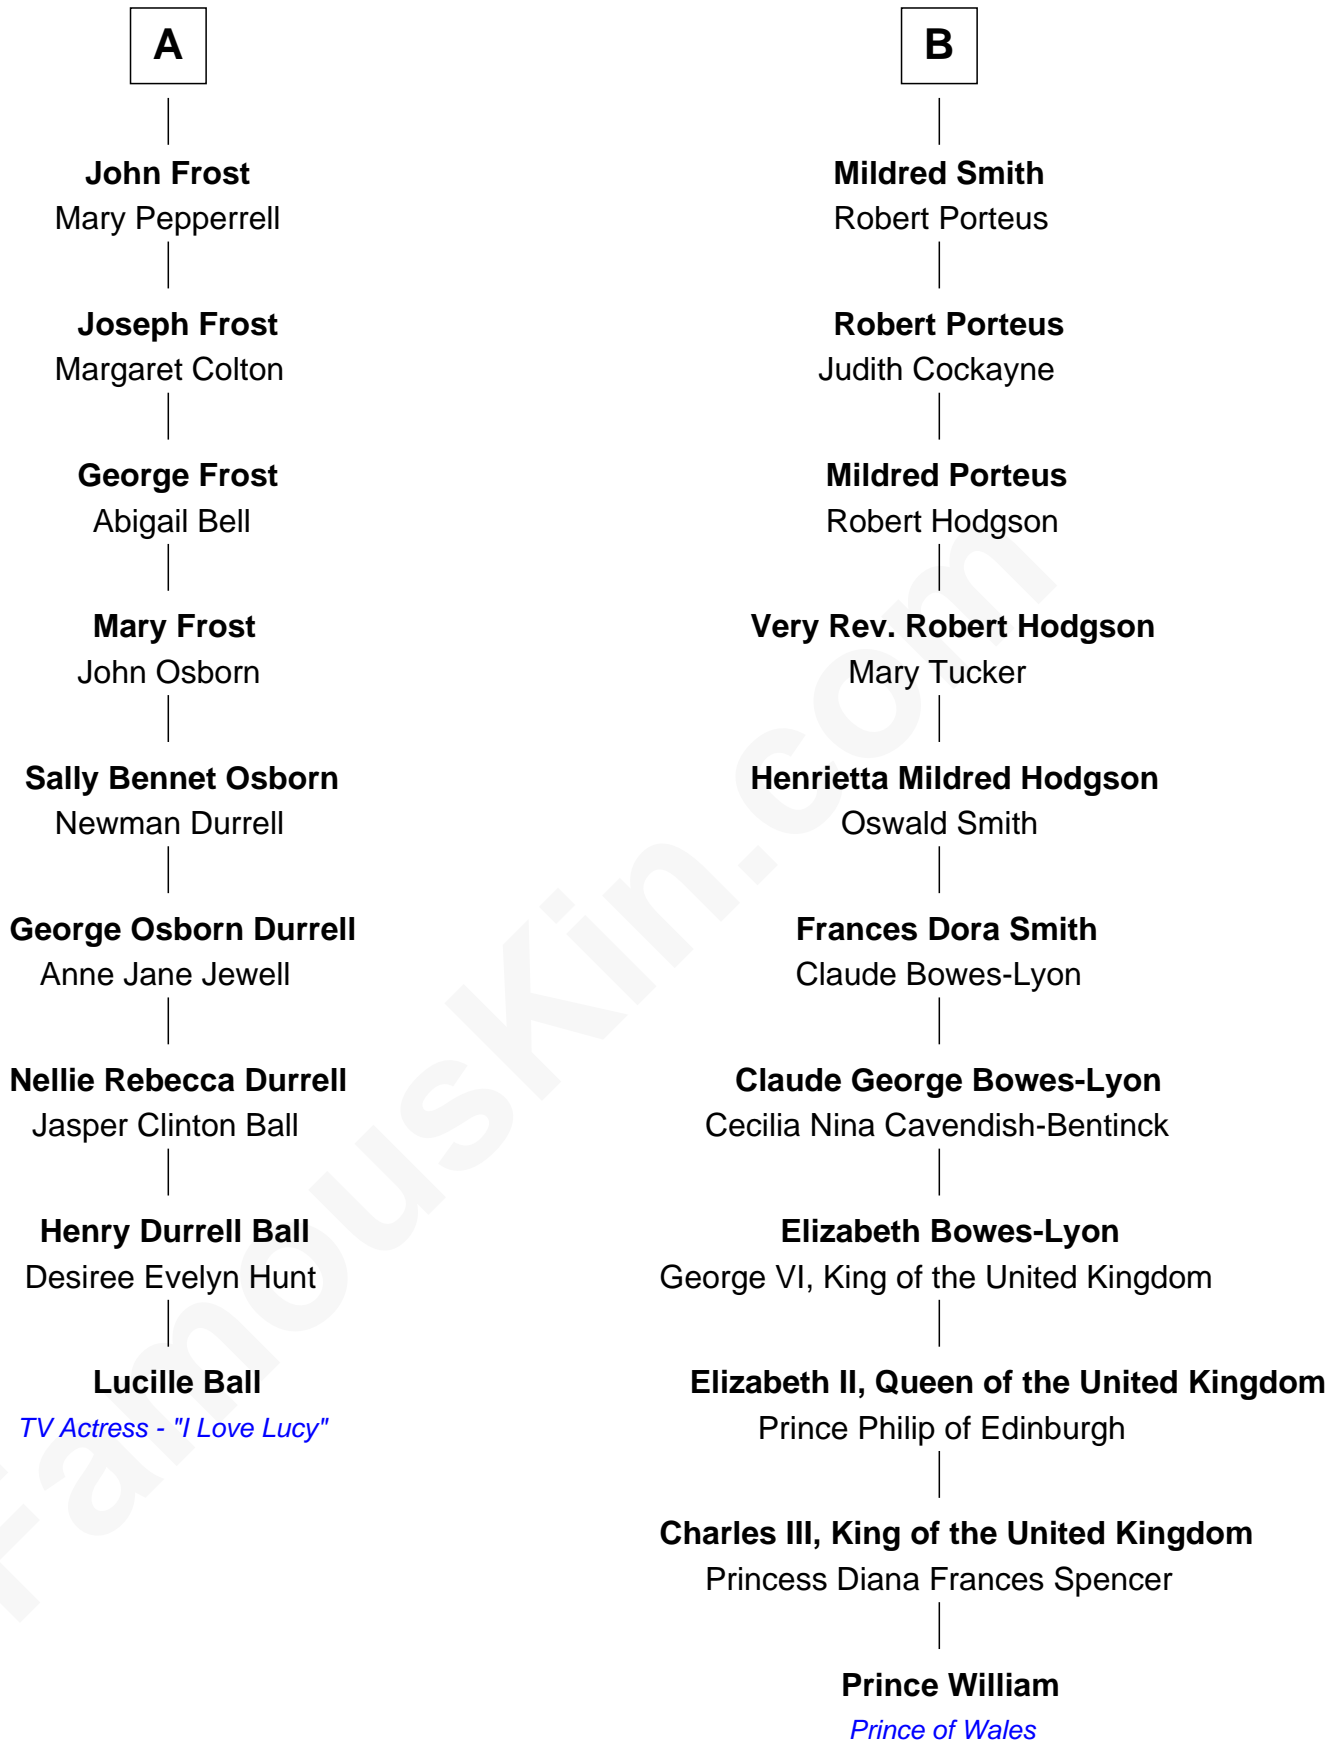 A
John Frost
Mary Pepperrell
Joseph Frost
Margaret Colton
George Frost
Abigail Bell
Mary Frost
John Osborn
Sally Bennet Osborn
Newman Durrell
George Osborn Durrell
Anne Jane Jewell
Nellie Rebecca Durrell
Jasper Clinton Ball
Henry Durrell Ball
Desiree Evelyn Hunt
Lucille Ball
TV Actress - "I Love Lucy"
B
Mildred Smith
Robert Porteus
Robert Porteus
Judith Cockayne
Mildred Porteus
Robert Hodgson
Very Rev. Robert Hodgson
Mary Tucker
Henrietta Mildred Hodgson
Oswald Smith
Frances Dora Smith
Claude Bowes-Lyon
Claude George Bowes-Lyon
Cecilia Nina Cavendish-Bentinck
Elizabeth Bowes-Lyon
George VI, King of the United Kingdom
Elizabeth II, Queen of the United Kingdom
Prince Philip of Edinburgh
Charles III, King of the United Kingdom
Princess Diana Frances Spencer
Prince William
Prince of Wales
FamousKin.com